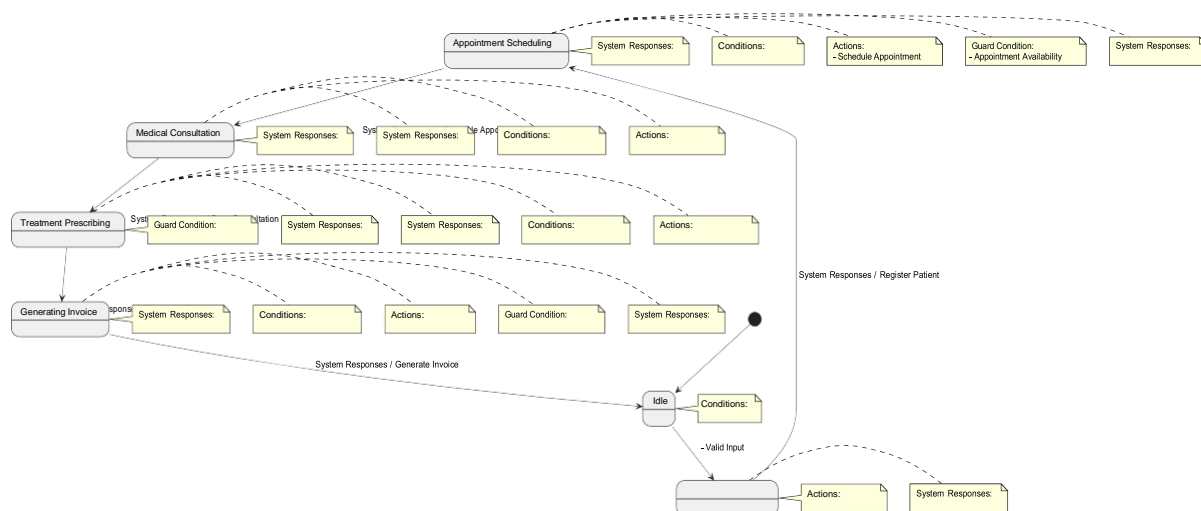 Appointment Scheduling
System Responses:
Conditions:
Actions:
- Schedule Appointment
Guard Condition:
- Appointment Availability
System Responses:
Medical Consultation
System Responses:
System Responses:
Conditions:
Actions:
Treatment Prescribing
Guard Condition:
System Responses:
System Responses:
Conditions:
Actions:
System Responses / Register Patient
Generating Invoice
System Responses:
Conditions:
Actions:
Guard Condition:
System Responses:
System Responses / Generate Invoice
Idle
Conditions:
- Valid Input
Actions:
System Responses: